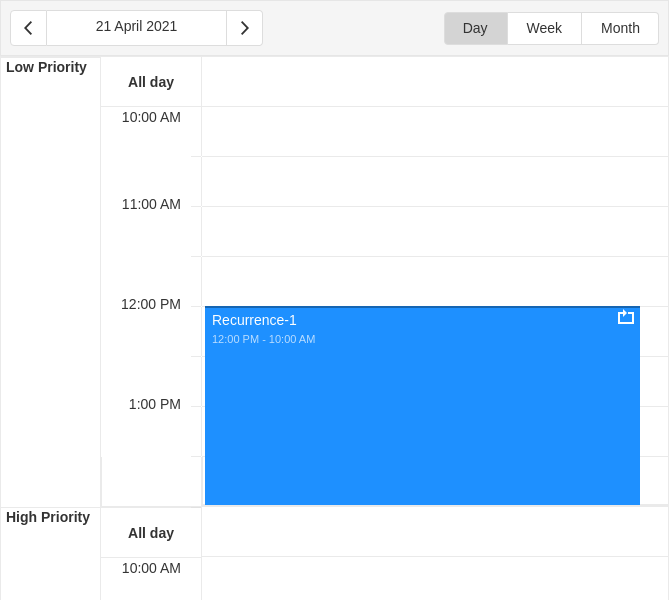 21 April 2021
Day
Week
Month
Low Priority
All day
10:00 AM
11:00 AM
12:00 PM
Recurrence-1
12:00 PM - 10:00 AM
1:00 PM
High Priority
All day
10:00 AM